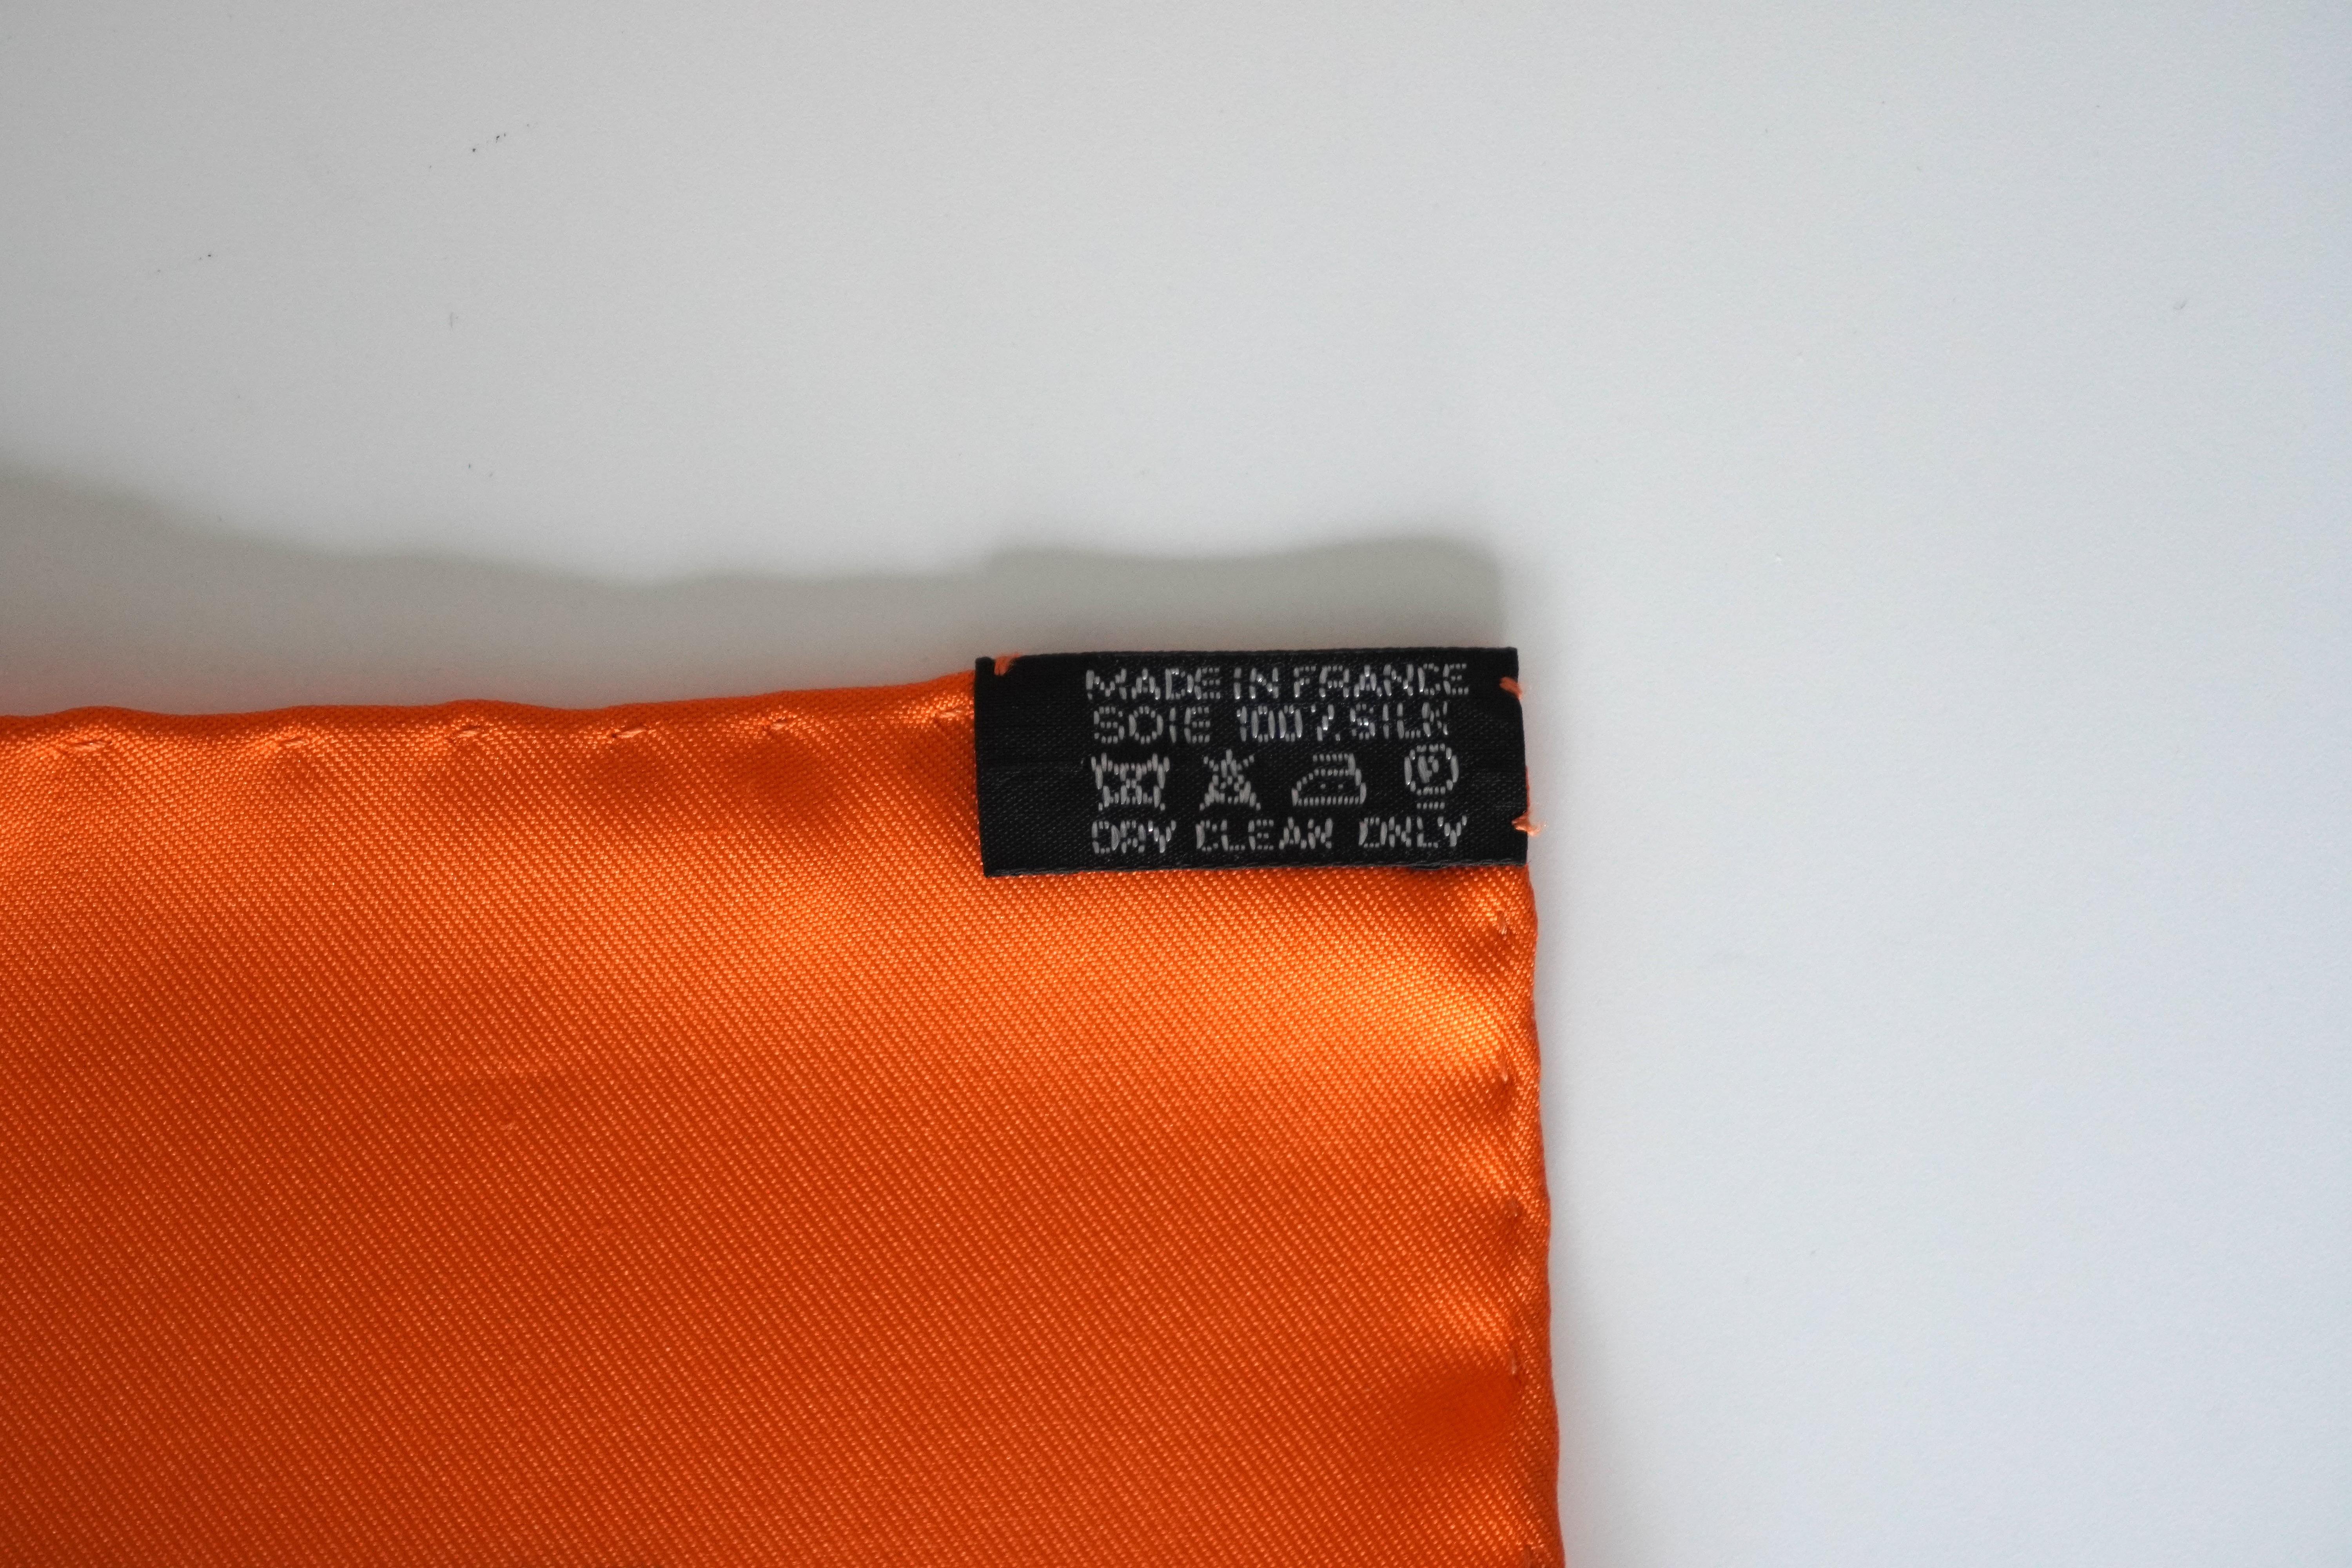 MADE IN FRANCE
SOIE 100% SILK
P
DRY CLEAN ONLY